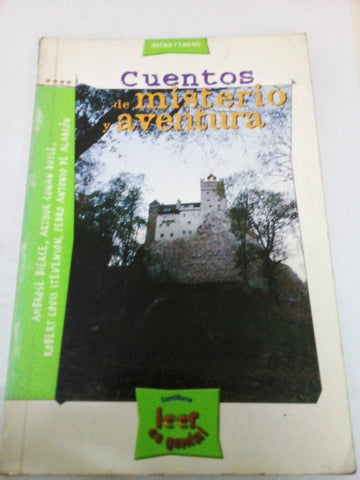 Cuentos
de misterio
y aventura
AMBROSE BIERCE, ARTHUR CONAN DOYLE,
ROBERT LOUIS STEVENSON, PEDRO ANTONIO DE ALARCÓN
Santillana
leer
es genial